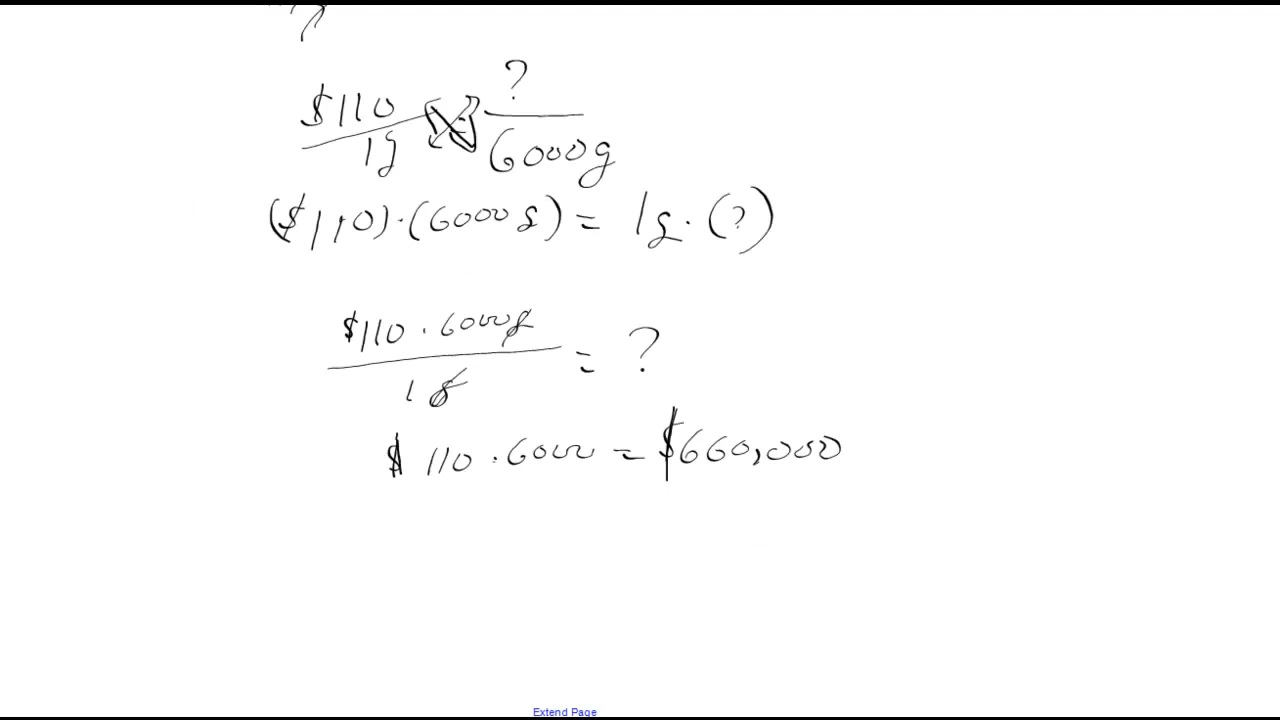 $110 ?
1g 6000g
($110)·(6000g) = 1g·(?)
$110 · 6000g
= ?
1g
$ 110 · 6000 = $660,000
Extend Page